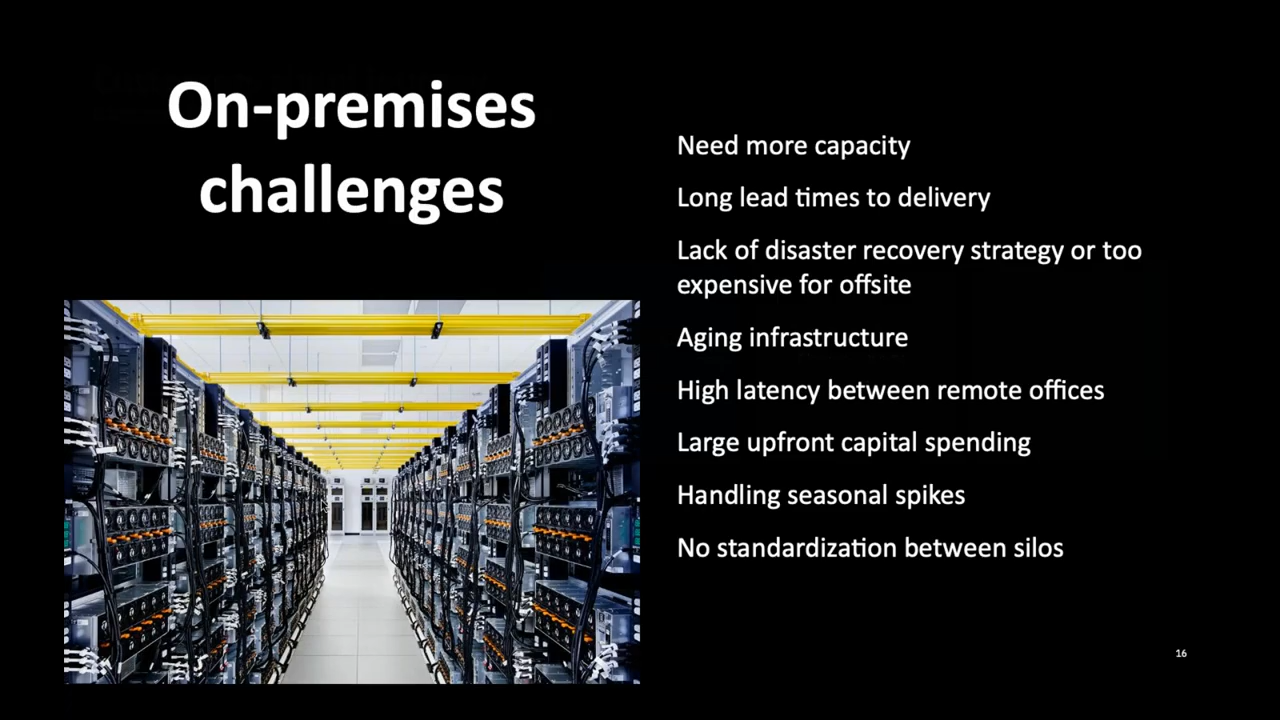 On-premises
challenges
Need more capacity
Long lead times to delivery
Lack of disaster recovery strategy or too
expensive for offsite
Aging infrastructure
High latency between remote offices
Large upfront capital spending
Handling seasonal spikes
No standardization between silos
16